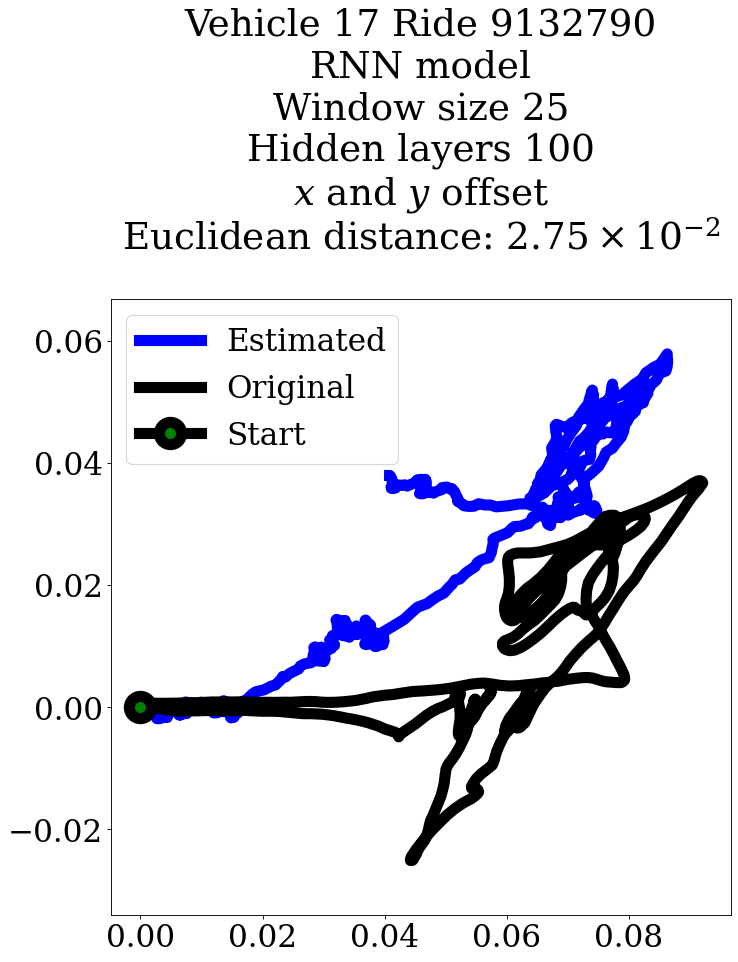 Vehicle 17 Ride 9132790
RNN model
Window size 25
Hidden layers 100
x and y offset
Euclidean distance: 2.75 × 10⁻²
Estimated
Original
Start
0.06
0.04
0.02
0.00
−0.02
0.00 0.02 0.04 0.06 0.08